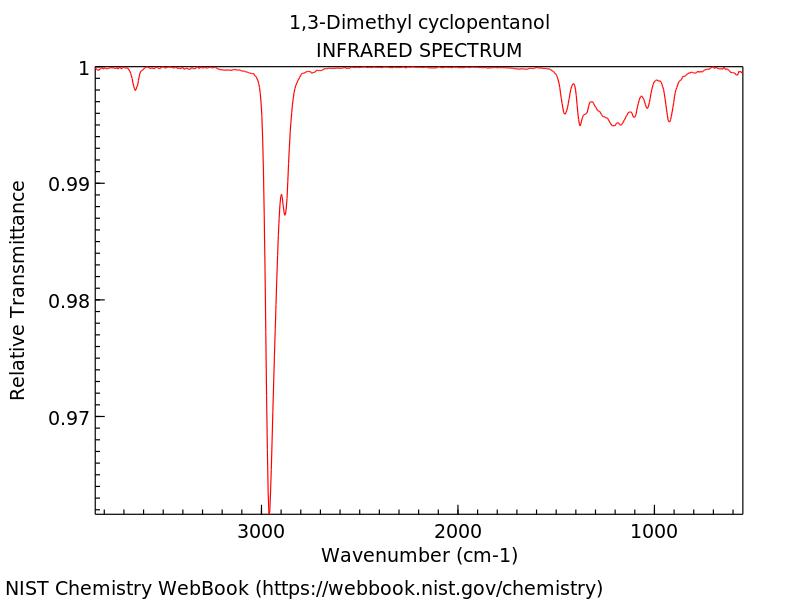 1,3-Dimethyl cyclopentanol
INFRARED SPECTRUM
1
0.99
0.98
0.97
Relative Transmittance
3000 2000 1000
Wavenumber (cm-1)
NIST Chemistry WebBook (https://webbook.nist.gov/chemistry)